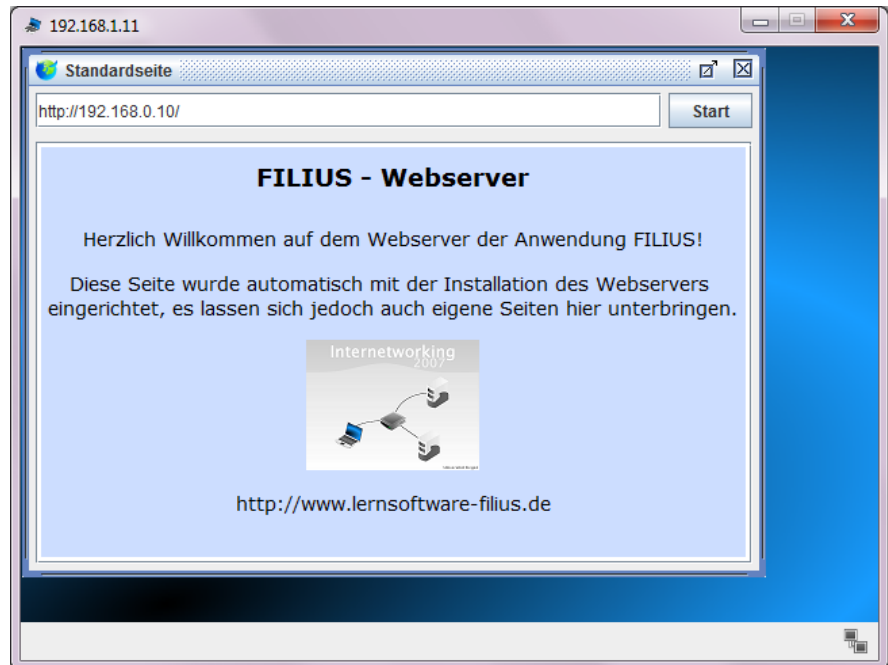 192.168.1.11
Standardseite
http://192.168.0.10/
Start
FILIUS - Webserver
Herzlich Willkommen auf dem Webserver der Anwendung FILIUS!
Diese Seite wurde automatisch mit der Installation des Webservers
eingerichtet, es lassen sich jedoch auch eigene Seiten hier unterbringen.
Internetworking
2007
http://www.lernsoftware-filius.de